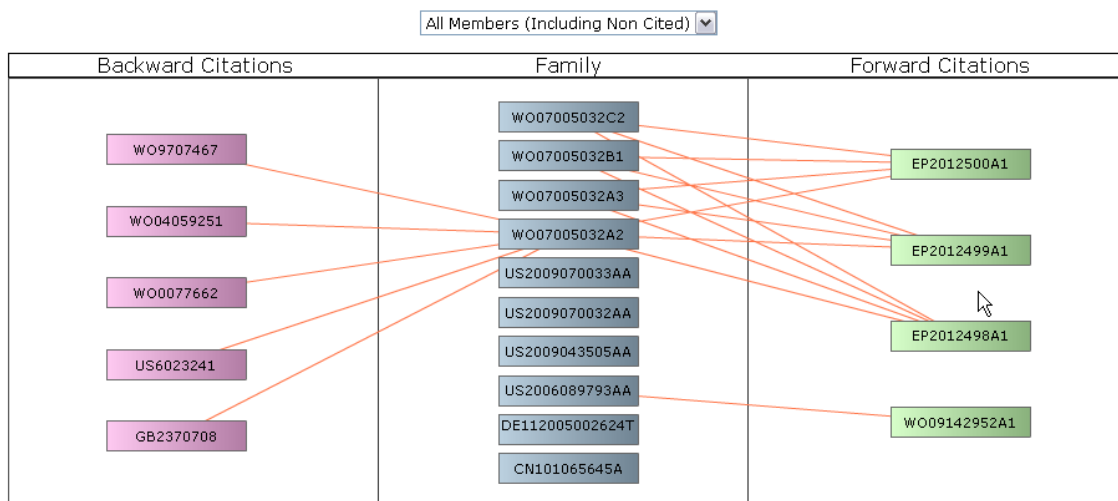 All Members (Including Non Cited)
Backward Citations Family Forward Citations
WO9707467
WO04059251
WO0077662
US6023241
GB2370708
WO07005032C2
WO07005032B1
WO07005032A3
WO07005032A2
US2009070033AA
US2009070032AA
US2009043505AA
US2006089793AA
DE112005002624T
CN101065645A
EP2012500A1
EP2012499A1
EP2012498A1
WO09142952A1